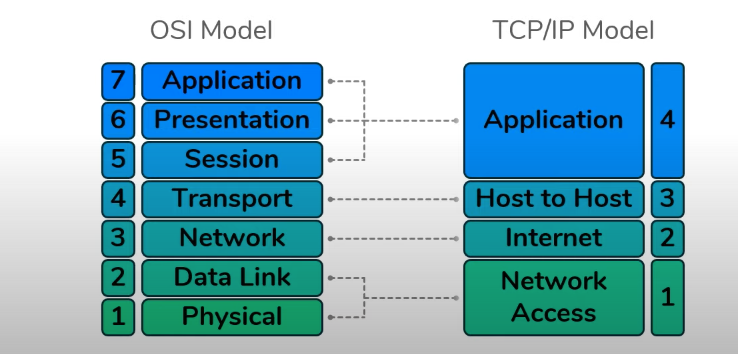 OSI Model
TCP/IP Model
7 Application
6 Presentation
5 Session
4 Transport
3 Network
2 Data Link
1 Physical
Application 4
Host to Host 3
Internet 2
Network
Access 1